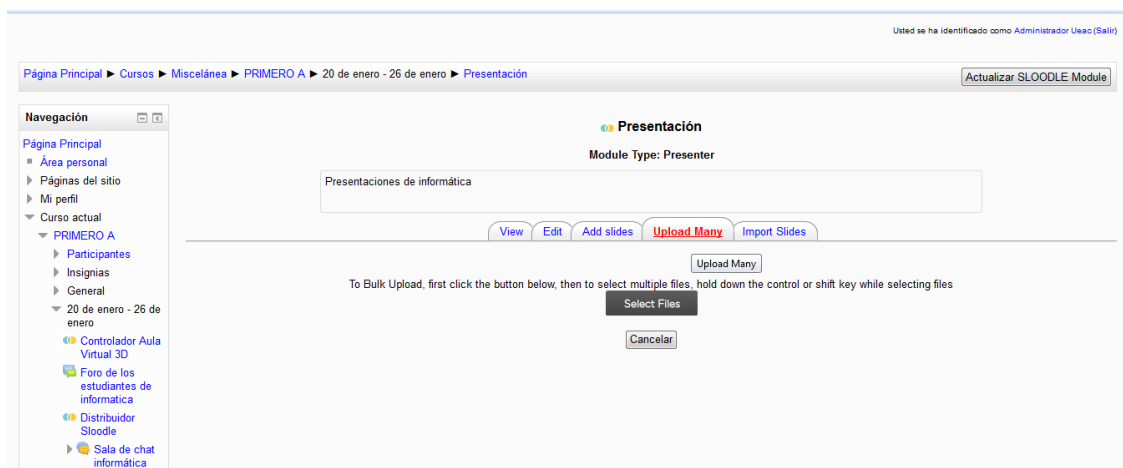 Usted se ha identificado como Administrador Ueac (Salir)
Página Principal ► Cursos ► Miscelánea ► PRIMERO A ► 20 de enero - 26 de enero ► Presentación
Actualizar SLOODLE Module
Navegación
Página Principal
Área personal
Páginas del sitio
Mi perfil
Curso actual
PRIMERO A
Participantes
Insignias
General
20 de enero - 26 de
enero
Controlador Aula
Virtual 3D
Foro de los
estudiantes de
informatica
Distribuidor
Sloodle
Sala de chat
informática
Presentación
Module Type: Presenter
Presentaciones de informática
View Edit Add slides Upload Many Import Slides
Upload Many
To Bulk Upload, first click the button below, then to select multiple files, hold down the control or shift key while selecting files
Select Files
Cancelar